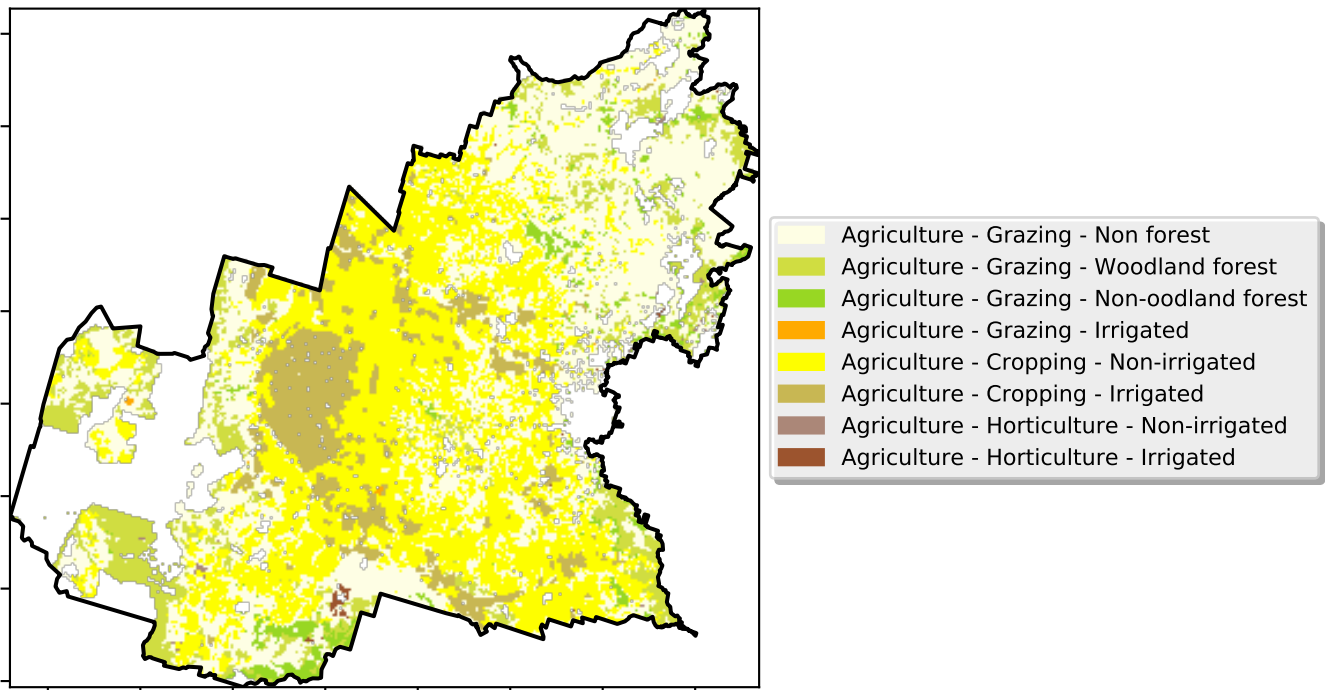 Agriculture - Grazing - Non forest
Agriculture - Grazing - Woodland forest
Agriculture - Grazing - Non-oodland forest
Agriculture - Grazing - Irrigated
Agriculture - Cropping - Non-irrigated
Agriculture - Cropping - Irrigated
Agriculture - Horticulture - Non-irrigated
Agriculture - Horticulture - Irrigated